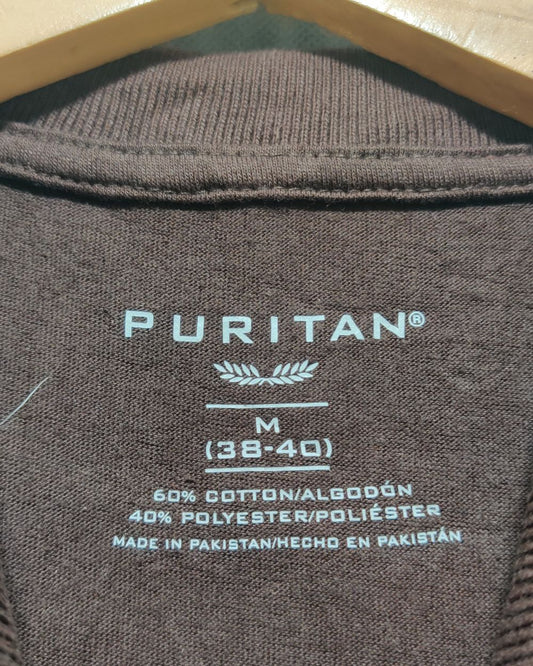 PURITAN®
M
(38-40)
60% COTTON/ALGODÓN
40% POLYESTER/POLIÉSTER
MADE IN PAKISTAN/HECHO EN PAKISTÁN